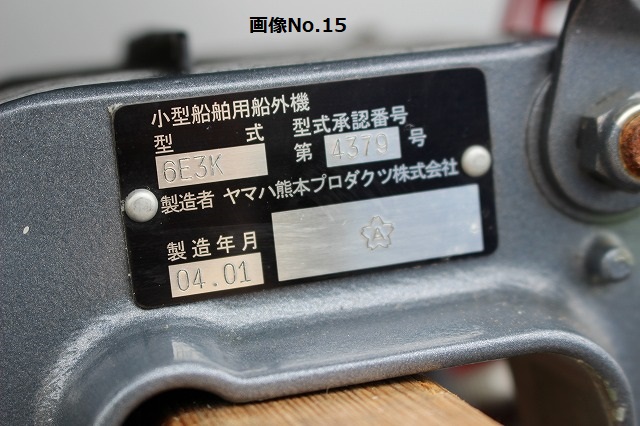 画像No.15
小型船舶用船外機
型式 型式承認番号
6E3K 第 4379 号
製造者 ヤマハ熊本プロダクツ株式会社
製造年月
04.01
A